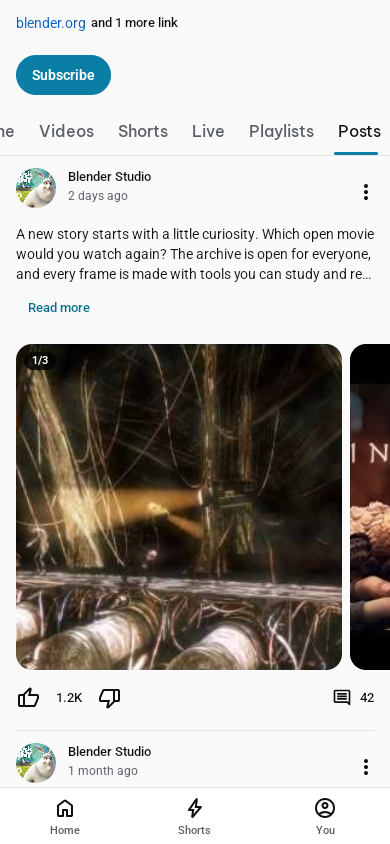 blender.org and 1 more link
Subscribe
ne Videos Shorts Live Playlists Posts
Blender Studio
2 days ago
A new story starts with a little curiosity. Which open movie
would you watch again? The archive is open for everyone,
and every frame is made with tools you can study and re…
Read more
1/3
I N
1.2K
42
Blender Studio
1 month ago
Home Shorts You